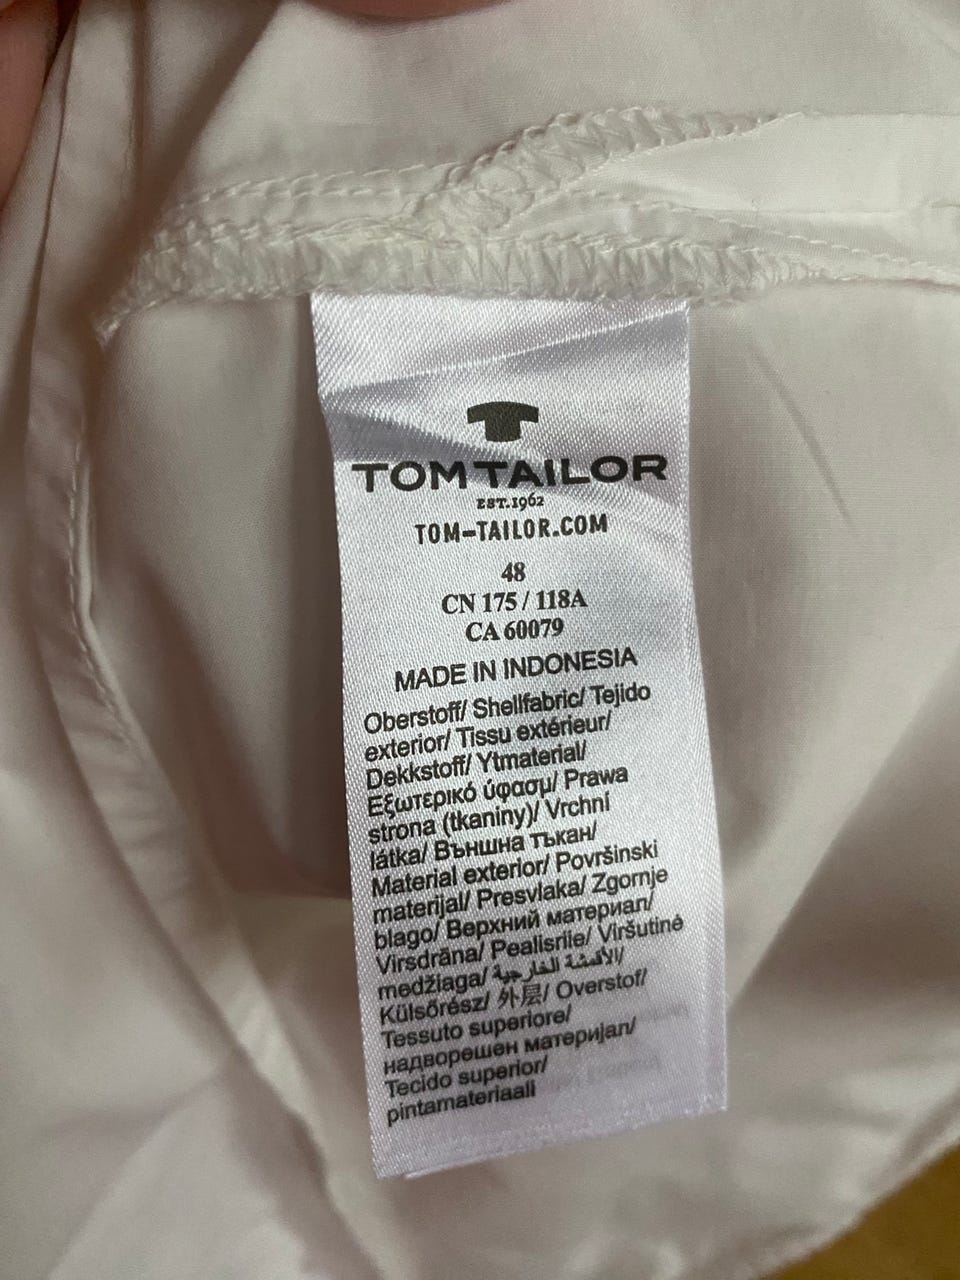 TOM TAILOR
EST.1962
TOM-TAILOR.COM
48
CN 175 / 118A
CA 60079
MADE IN INDONESIA
Oberstoff/ Shellfabric/ Tejido
exterior/ Tissu extérieur/
Dekkstoff/ Ytmaterial/
Εξωτερικό ύφασμ/ Prawa
strona (tkaniny)/ Vrchní
látka/ Външна тъкан/
Material exterior/ Površinski
materijal/ Presvlaka/ Zgornje
blago/ Верхний материал/
Virsdrāna/ Pealisriie/ Viršutinė
medžiaga/ الأقمشة الخارجية/
Külsőrész/ 外层/ Overstof/
Tessuto superiore/
надворешен материјал/
Tecido superior/
pintamateriaali